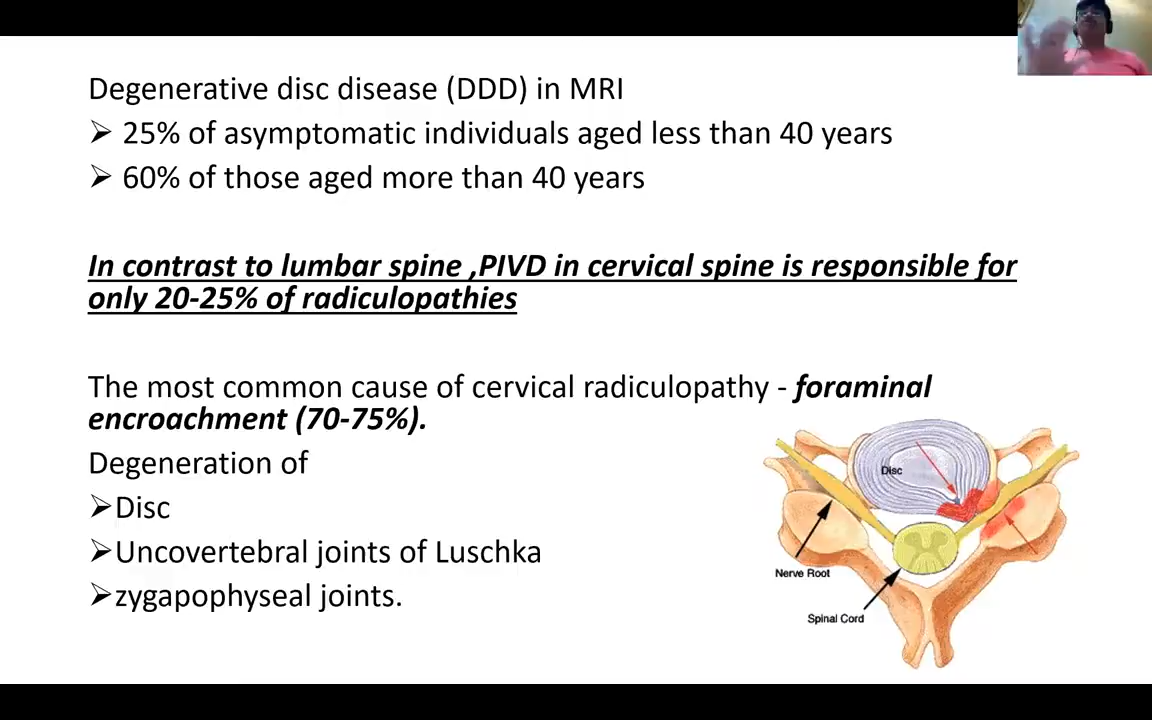 Degenerative disc disease (DDD) in MRI
➢ 25% of asymptomatic individuals aged less than 40 years
➢ 60% of those aged more than 40 years
In contrast to lumbar spine ,PIVD in cervical spine is responsible for
only 20-25% of radiculopathies
The most common cause of cervical radiculopathy - foraminal
encroachment (70-75%).
Degeneration of
➢Disc
➢Uncovertebral joints of Luschka
➢zygapophyseal joints.
Disc
Nerve Root
Spinal Cord